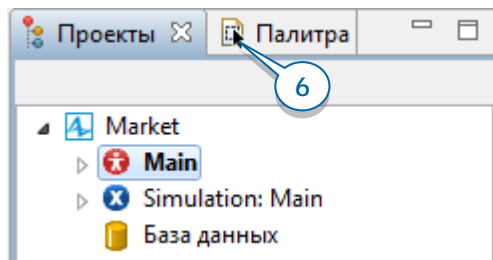 Проекты Палитра
6
Market
Main
Simulation: Main
База данных